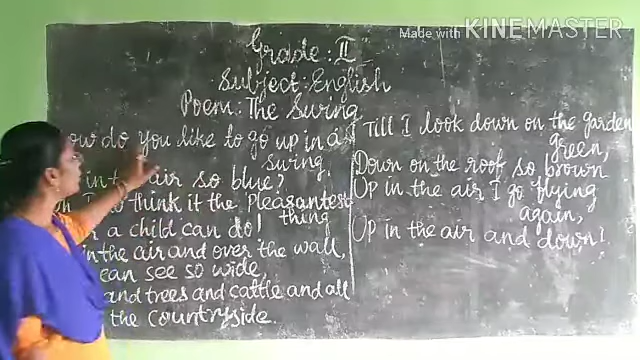 Made with KINEMASTER
Grade: II
Subject: English
Poem: The Swing
ow do you like to go up in a
swing
in the air so blue?
I do think it the Pleasantest
thing
a child can do!
in the air and over the wall,
can see so wide,
and trees and cattle and all
the countryside.
Till I look down on the garden
green,
Down on the roof so brown
Up in the air I go flying
again,
Up in the air and down!